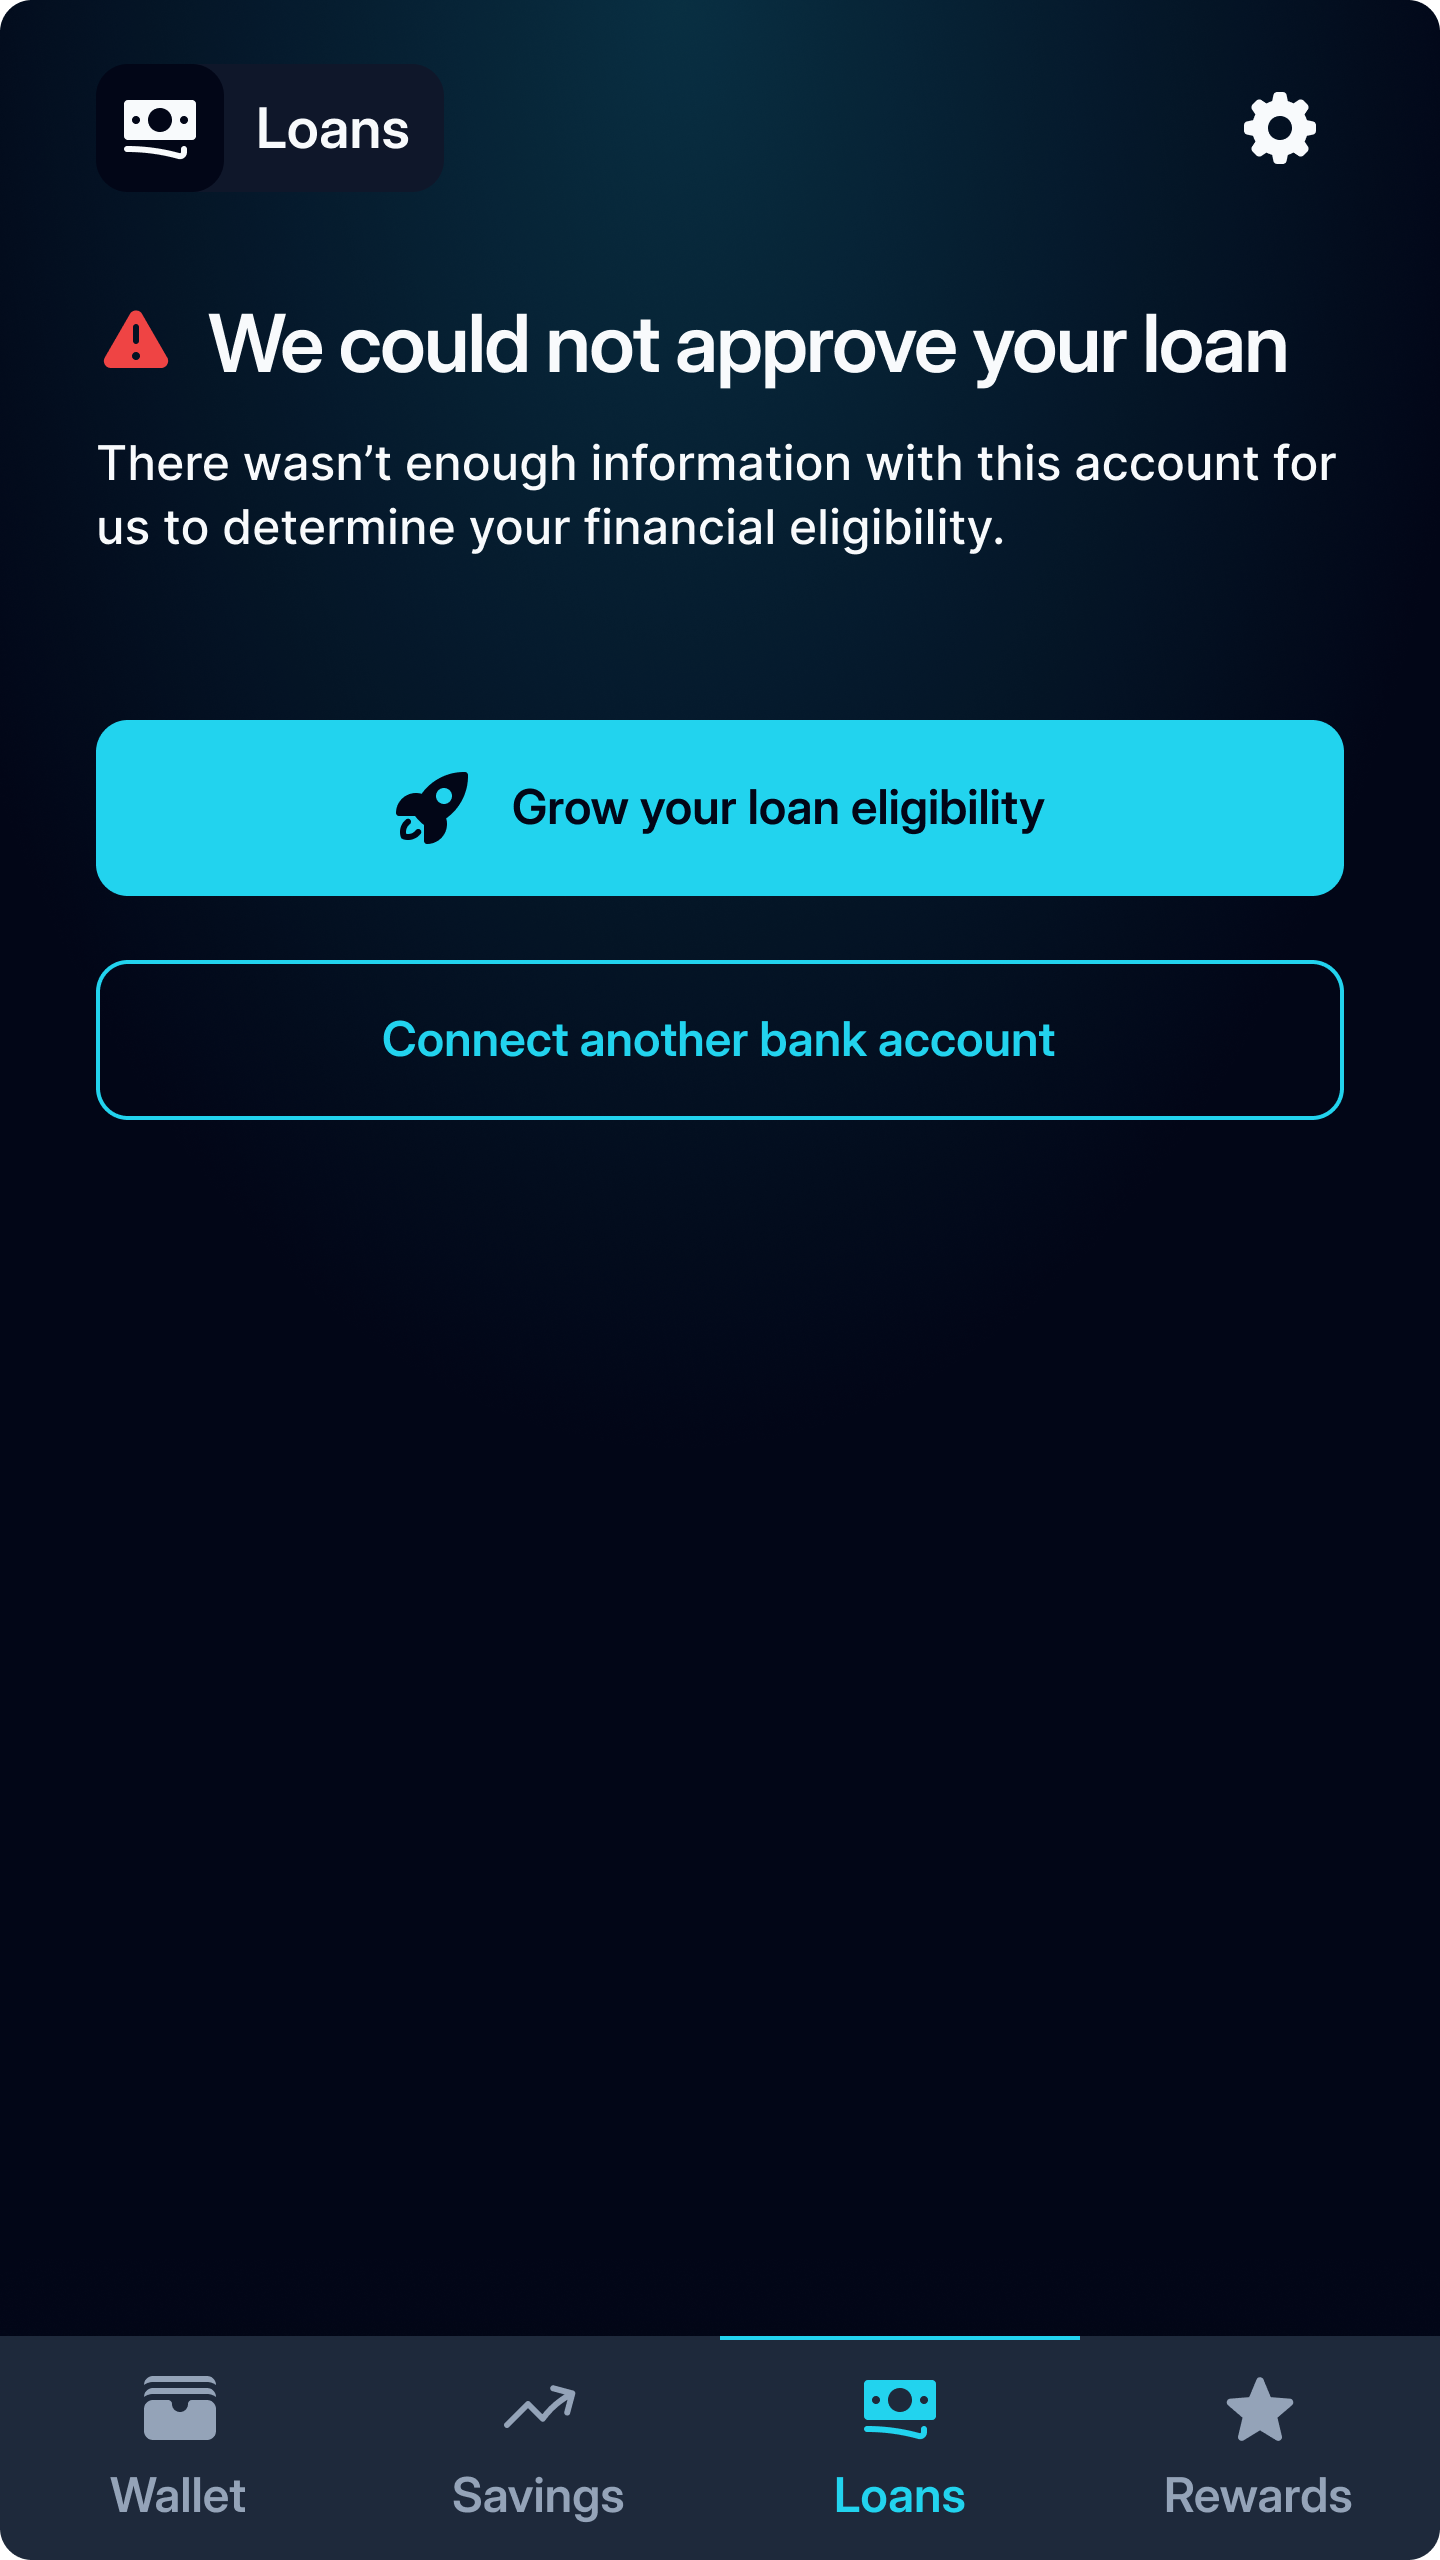 Loans
We could not approve your loan
There wasn’t enough information with this account for
us to determine your financial eligibility.
Grow your loan eligibility
Connect another bank account
Wallet
Savings
Loans
Rewards